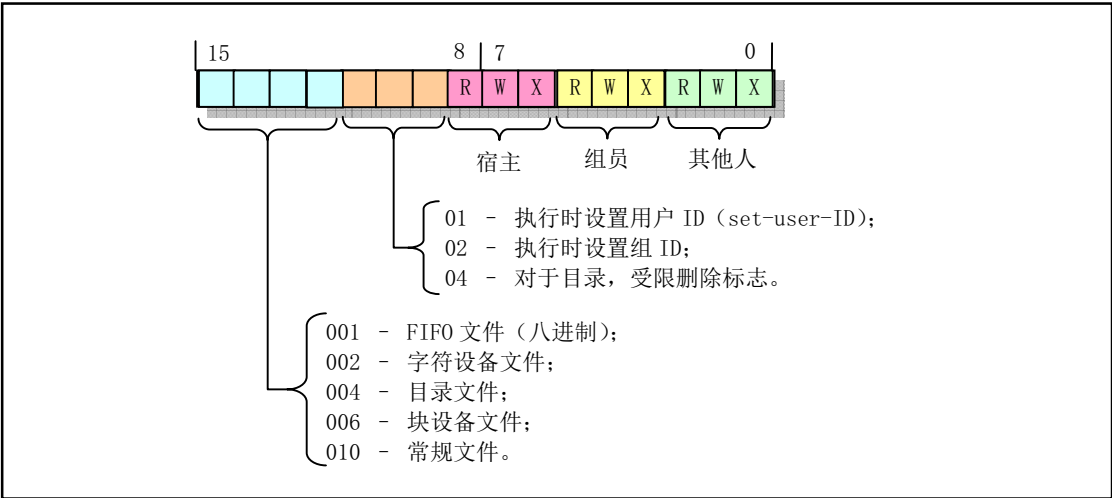 15 8 7 0
R W X R W X R W X
宿主 组员 其他人
01 - 执行时设置用户 ID（set-user-ID）；
02 - 执行时设置组 ID；
04 - 对于目录，受限删除标志。
001 - FIFO 文件（八进制）；
002 - 字符设备文件；
004 - 目录文件；
006 - 块设备文件；
010 - 常规文件。